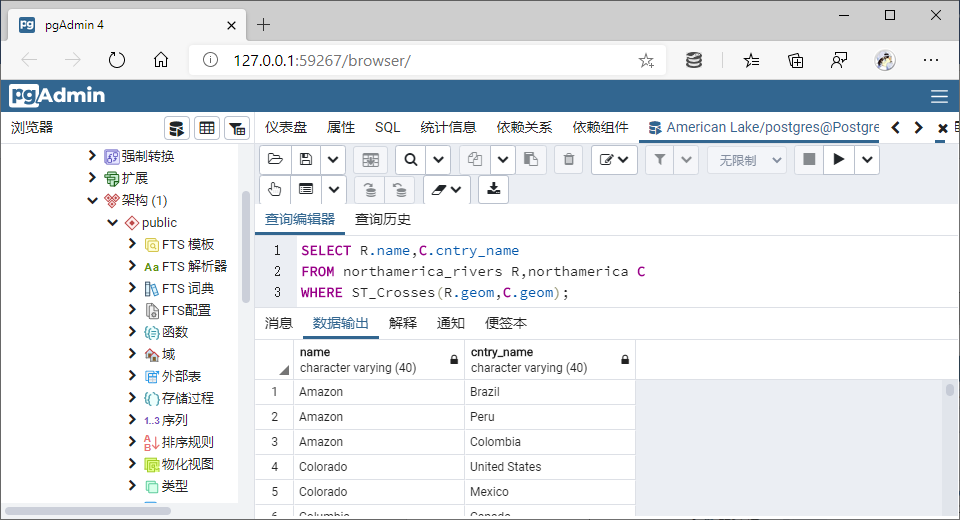 pgAdmin 4
127.0.0.1:59267/browser/
pgAdmin
浏览器
仪表盘 属性 SQL 统计信息 依赖关系 依赖组件 American Lake/postgres@Postgre
强制转换
扩展
架构 (1)
public
FTS 模板
FTS 解析器
FTS 词典
FTS配置
函数
域
外部表
存储过程
1..3 序列
排序规则
物化视图
类型
无限制
查询编辑器 查询历史
1 SELECT R.name,C.cntry_name
2 FROM northamerica_rivers R,northamerica C
3 WHERE ST_Crosses(R.geom,C.geom);
消息 数据输出 解释 通知 便签本
name cntry_name
character varying (40) character varying (40)
1 Amazon Brazil
2 Amazon Peru
3 Amazon Colombia
4 Colorado United States
5 Colorado Mexico
6 Columbia Canada